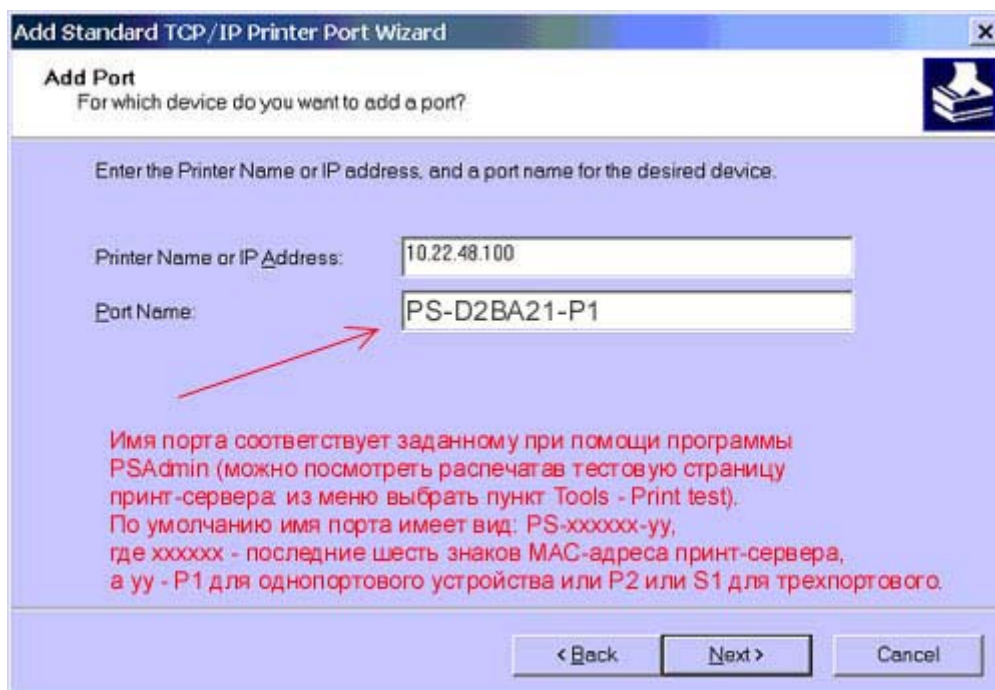 Add Standard TCP/IP Printer Port Wizard
Add Port
For which device do you want to add a port?
Enter the Printer Name or IP address, and a port name for the desired device.
Printer Name or IP Address:
10.22.48.100
Port Name:
PS-D2BA21-P1
Имя порта соответствует заданному при помощи программы
PSAdmin (можно посмотреть распечатав тестовую страницу
принт-сервера: из меню выбрать пункт Tools - Print test).
По умолчанию имя порта имеет вид: PS-xxxxxx-yy,
где xxxxxx - последние шесть знаков MAC-адреса принт-сервера,
а yy - P1 для однопортового устройства или P2 или S1 для трехпортового.
< Back
Next >
Cancel